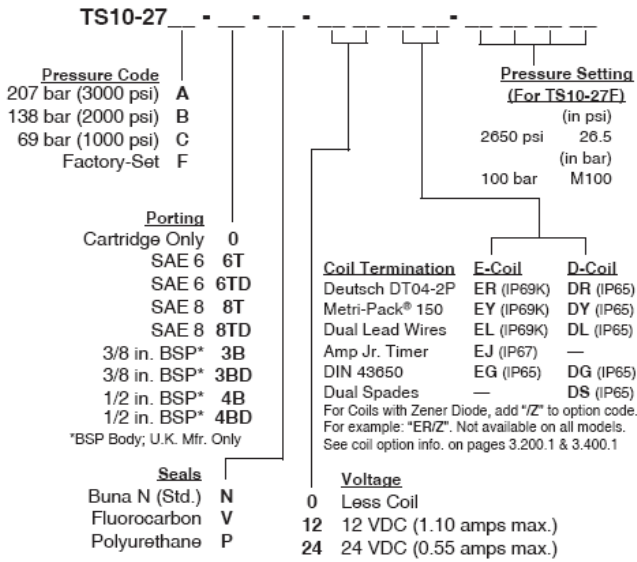 TS10-27__ - __ - __ - __ __ __ __ - __ __ __ __
Pressure Code
207 bar (3000 psi) A
138 bar (2000 psi) B
69 bar (1000 psi) C
Factory-Set F
Pressure Setting
(For TS10-27F)
(in psi)
2650 psi 26.5
(in bar)
100 bar M100
Porting
Cartridge Only 0
SAE 6 6T
SAE 6 6TD
SAE 8 8T
SAE 8 8TD
3/8 in. BSP* 3B
3/8 in. BSP* 3BD
1/2 in. BSP* 4B
1/2 in. BSP* 4BD
*BSP Body; U.K. Mfr. Only
Coil Termination E-Coil D-Coil
Deutsch DT04-2P ER (IP69K) DR (IP65)
Metri-Pack® 150 EY (IP69K) DY (IP65)
Dual Lead Wires EL (IP69K) DL (IP65)
Amp Jr. Timer EJ (IP67) —
DIN 43650 EG (IP65) DG (IP65)
Dual Spades — DS (IP65)
For Coils with Zener Diode, add "/Z" to option code.
For example: "ER/Z". Not available on all models.
See coil option info. on pages 3.200.1 & 3.400.1
Seals
Buna N (Std.) N
Fluorocarbon V
Polyurethane P
Voltage
0 Less Coil
12 12 VDC (1.10 amps max.)
24 24 VDC (0.55 amps max.)